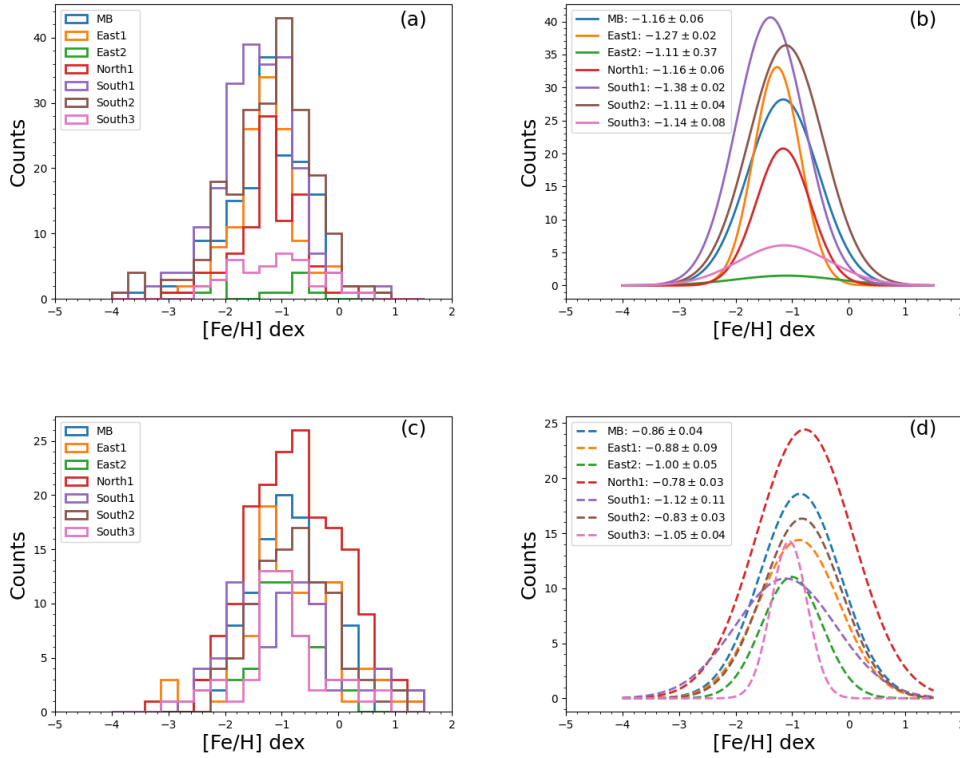 (a)
MB
East1
East2
North1
South1
South2
South3
Counts
0
10
20
30
40
−5
−4
−3
−2
−1
0
1
2
[Fe/H] dex
(b)
MB: −1.16 ± 0.06
East1: −1.27 ± 0.02
East2: −1.11 ± 0.37
North1: −1.16 ± 0.06
South1: −1.38 ± 0.02
South2: −1.11 ± 0.04
South3: −1.14 ± 0.08
Counts
0
5
10
15
20
25
30
35
40
−5
−4
−3
−2
−1
0
1
2
[Fe/H] dex
(c)
MB
East1
East2
North1
South1
South2
South3
Counts
0
5
10
15
20
25
−5
−4
−3
−2
−1
0
1
2
[Fe/H] dex
(d)
MB: −0.86 ± 0.04
East1: −0.88 ± 0.09
East2: −1.00 ± 0.05
North1: −0.78 ± 0.03
South1: −1.12 ± 0.11
South2: −0.83 ± 0.03
South3: −1.05 ± 0.04
Counts
0
5
10
15
20
25
−5
−4
−3
−2
−1
0
1
2
[Fe/H] dex